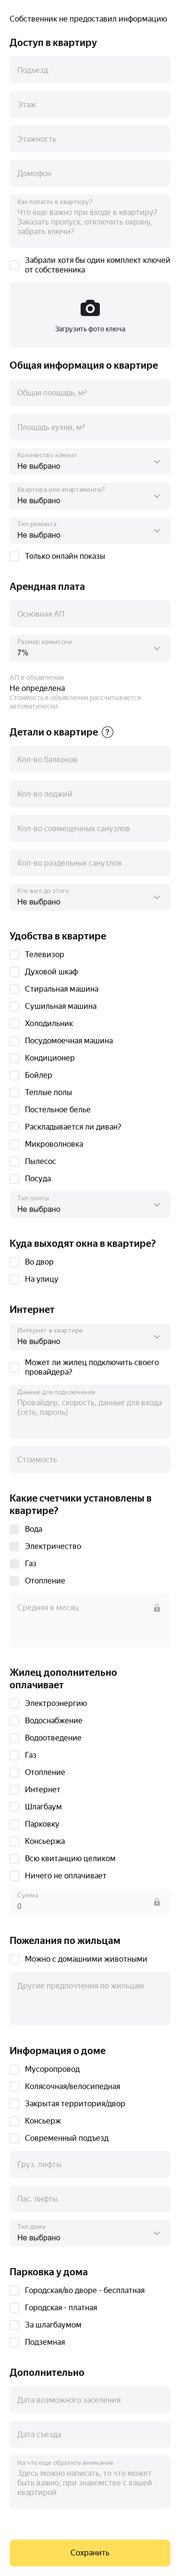 Собственник не предоставил информацию
Доступ в квартиру
Подъезд
Этаж
Этажность
Домофон
Как попасть в квартиру?
Что еще важно при входе в квартиру?
Заказать пропуск, отключить охрану,
забрать ключи?
Забрали хотя бы один комплект ключей
от собственника
Загрузить фото ключа
Общая информация о квартире
Общая площадь, м²
Площадь кухни, м²
Количество комнат
Не выбрано
Квартира или апартаменты?
Не выбрано
Тип ремонта
Не выбрано
Только онлайн показы
Арендная плата
Основная АП
Размер комиссии
7%
АП в объявлении
Не определена
Стоимость в объявлении рассчитывается
автоматически
Детали о квартире ?
Кол-во балконов
Кол-во лоджий
Кол-во совмещенных санузлов
Кол-во раздельных санузлов
Кто жил до этого
Не выбрано
Удобства в квартире
Телевизор
Духовой шкаф
Стиральная машина
Сушильная машина
Холодильник
Посудомоечная машина
Кондиционер
Бойлер
Теплые полы
Постельное белье
Раскладывается ли диван?
Микроволновка
Пылесос
Посуда
Тип плиты
Не выбрано
Куда выходят окна в квартире?
Во двор
На улицу
Интернет
Интернет в квартире
Не выбрано
Может ли жилец подключить своего
провайдера?
Данные для подключения
Провайдер, скорость, данные для входа
(сеть, пароль)
Стоимость
Какие счетчики установлены в
квартире?
Вода
Электричество
Газ
Отопление
Средняя в месяц
Жилец дополнительно
оплачивает
Электроэнергию
Водоснабжение
Водоотведение
Газ
Отопление
Интернет
Шлагбаум
Парковку
Консьержа
Всю квитанцию целиком
Ничего не оплачивает
Сумма
0
Пожелания по жильцам
Можно с домашними животными
Другие предпочтения по жильцам
Информация о доме
Мусоропровод
Колясочная/велосипедная
Закрытая территория/двор
Консьерж
Современный подъезд
Груз. лифты
Пас. лифты
Тип дома
Не выбрано
Парковка у дома
Городская/во дворе - бесплатная
Городская - платная
За шлагбаумом
Подземная
Дополнительно
Дата возможного заселения
Дата съезда
На что еще обратить внимание
Здесь можно написать, то что может
быть важно, при знакомстве с вашей
квартирой
Сохранить